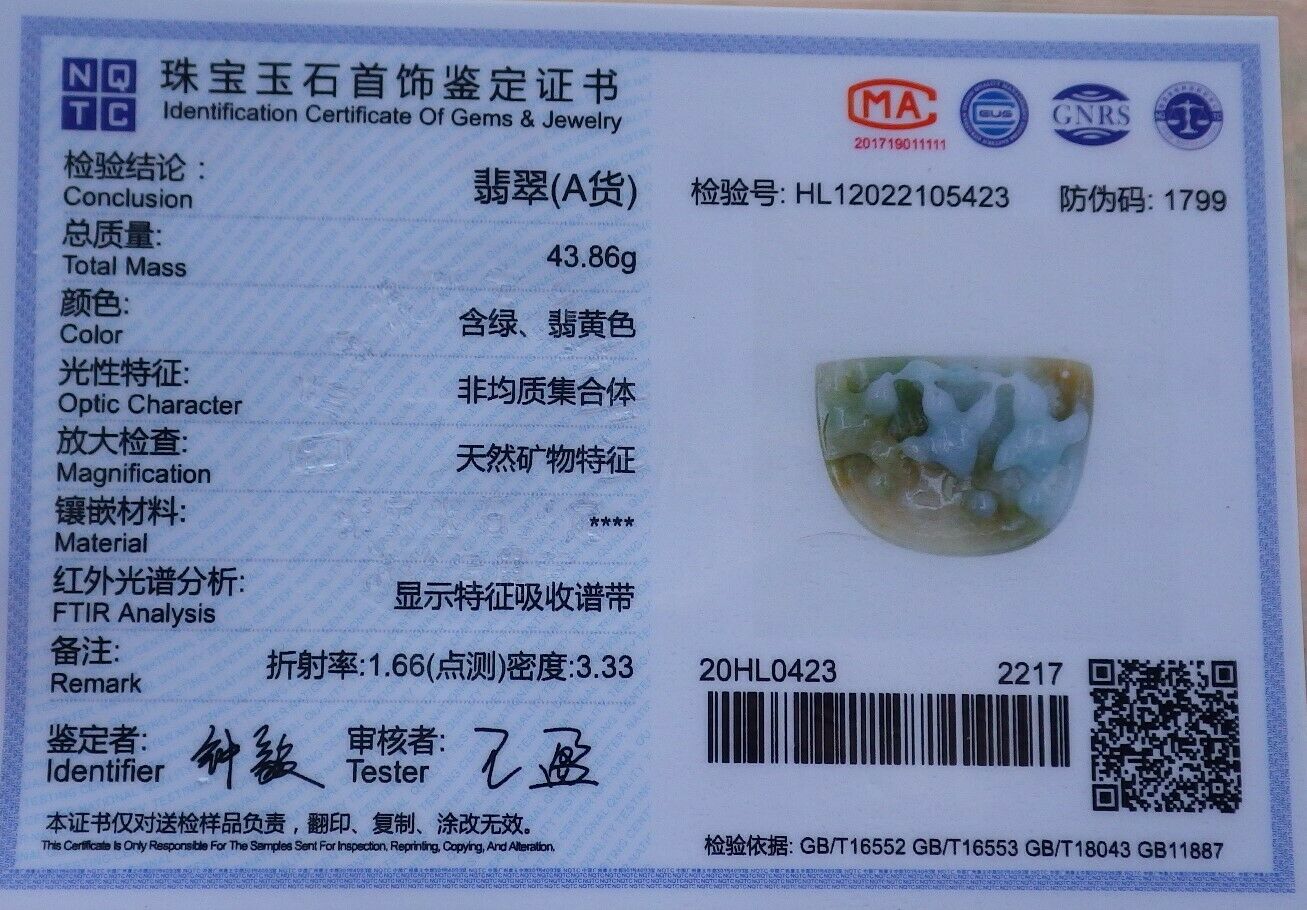 NQ
TC
珠宝玉石首饰鉴定证书
Identification Certificate Of Gems & Jewelry
检验结论：
Conclusion
翡翠(A货)
总质量:
Total Mass
43.86g
颜色:
Color
含绿、翡黄色
光性特征:
Optic Character
非均质集合体
放大检查:
Magnification
天然矿物特征
镶嵌材料:
Material
****
红外光谱分析:
FTIR Analysis
显示特征吸收谱带
备注:
Remark
折射率:1.66(点测)密度:3.33
鉴定者:
Identifier
审核者:
Tester
本证书仅对送检样品负责，翻印、复制、涂改无效。
This Certificate Is Only Responsible For The Samples Sent For Inspection, Reprinting, Copying, And Alteration.
MA
201719011111
GUS
GNRS
检验号: HL12022105423 防伪码: 1799
20HL0423 2217
检验依据: GB/T16552 GB/T16553 GB/T18043 GB11887